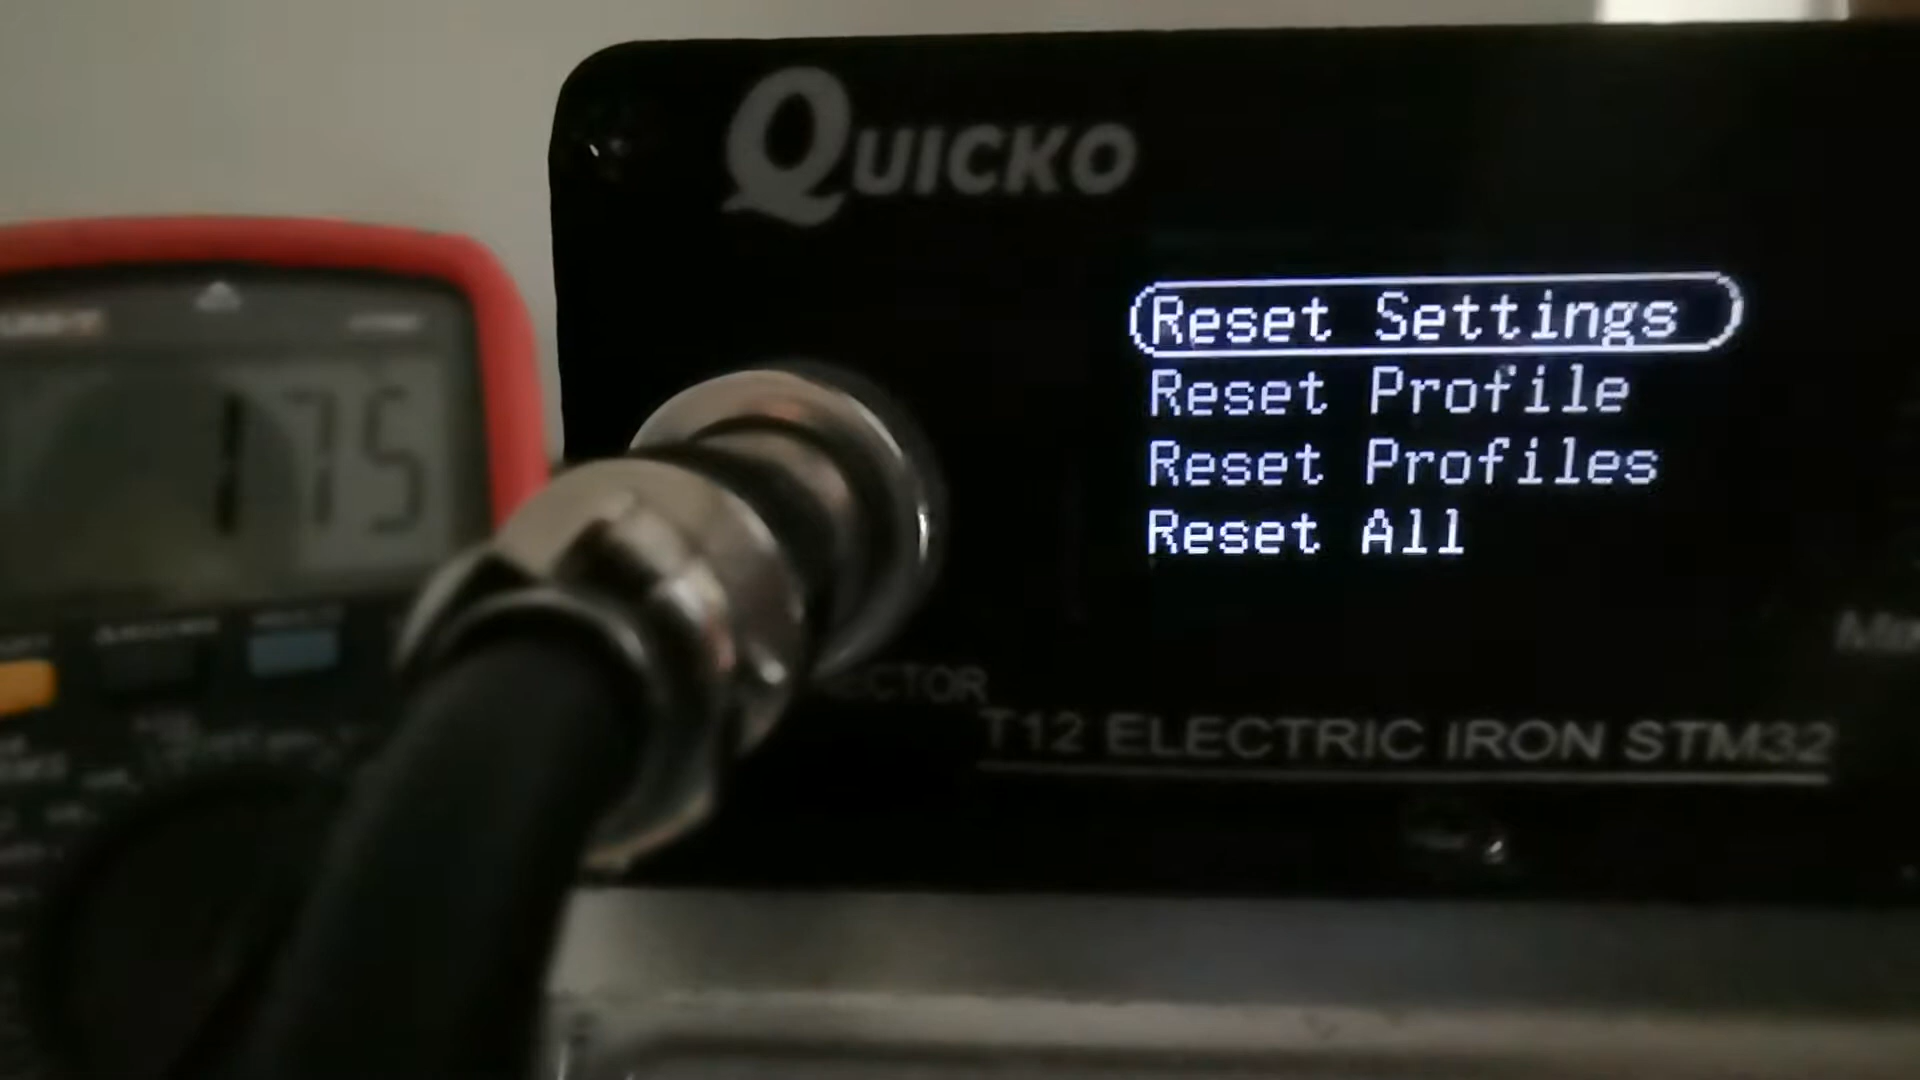 QUICKO
175
Reset Settings
Reset Profile
Reset Profiles
Reset All
T12 ELECTRIC IRON STM32